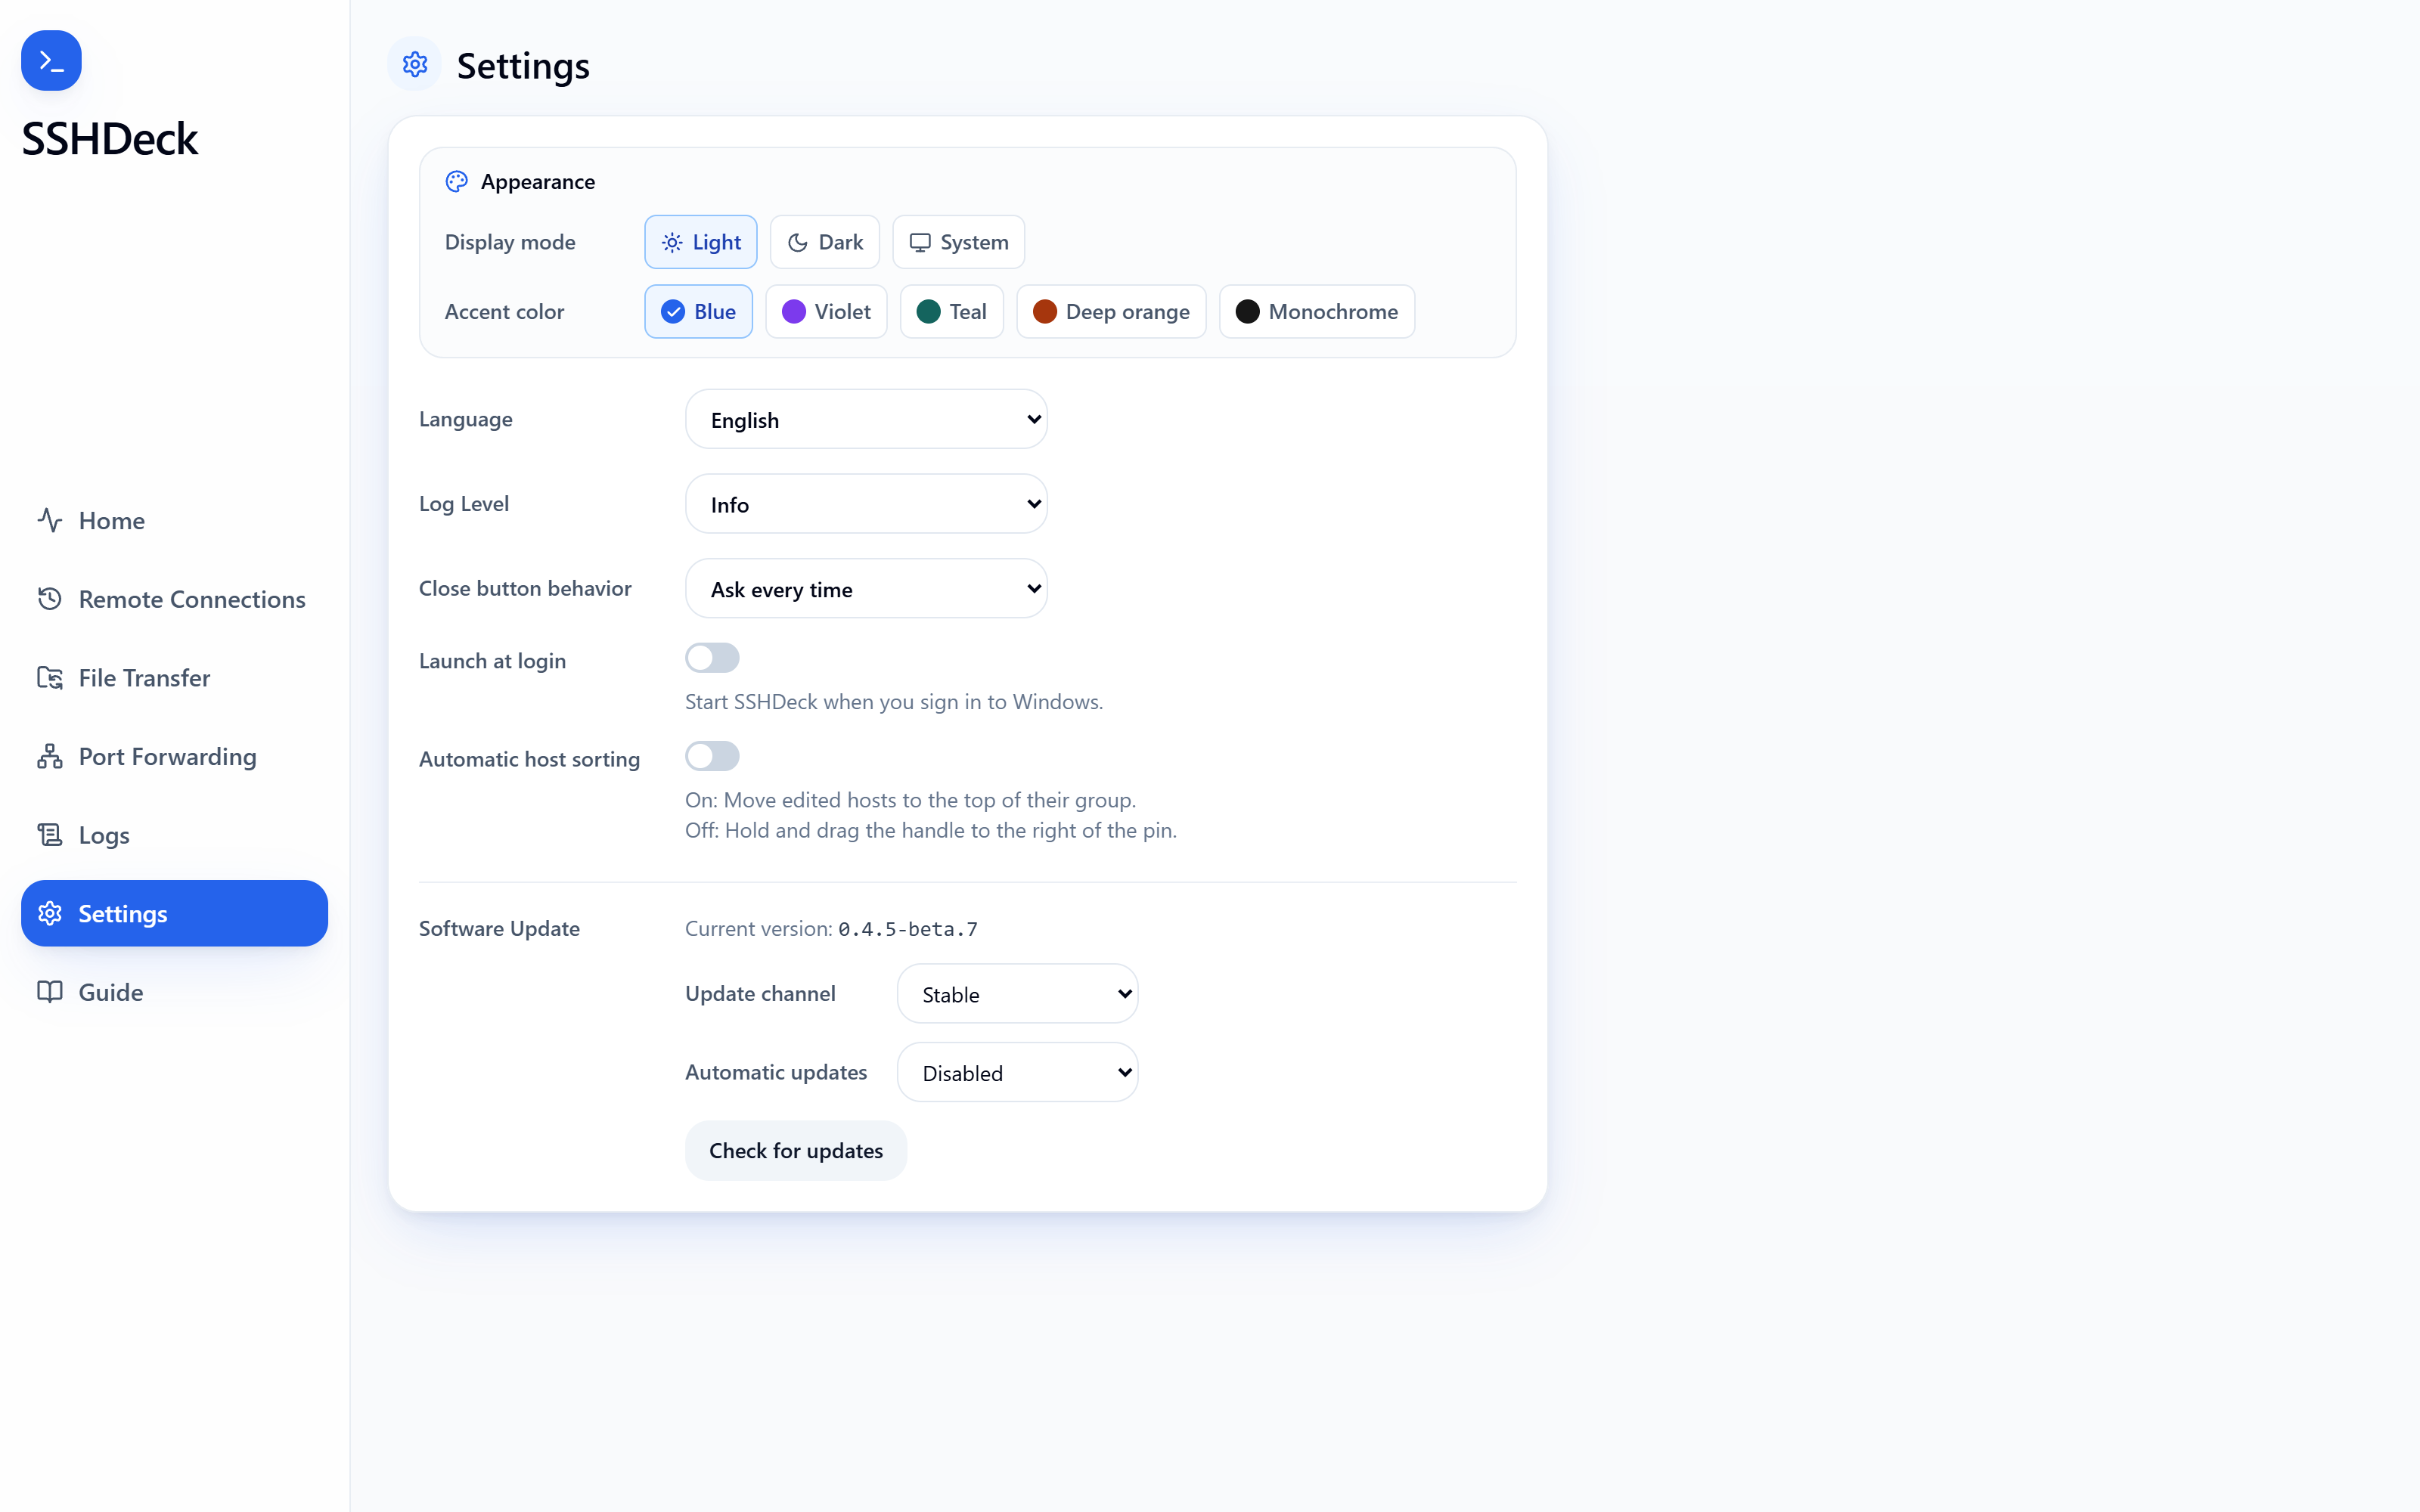 SSHDeck
Home
Remote Connections
File Transfer
Port Forwarding
Logs
Settings
Guide
Settings
Appearance
Display mode
Light
Dark
System
Accent color
Blue
Violet
Teal
Deep orange
Monochrome
Language
English
Log Level
Info
Close button behavior
Ask every time
Launch at login
Start SSHDeck when you sign in to Windows.
Automatic host sorting
On: Move edited hosts to the top of their group.
Off: Hold and drag the handle to the right of the pin.
Software Update
Current version: 0.4.5-beta.7
Update channel
Stable
Automatic updates
Disabled
Check for updates